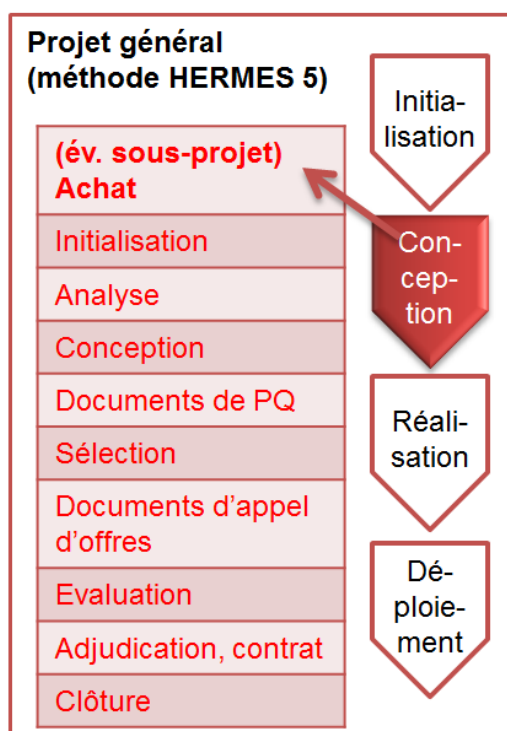 Projet général
(méthode HERMES 5)
(év. sous-projet)
Achat
Initialisation
Analyse
Conception
Documents de PQ
Sélection
Documents d’appel
d’offres
Evaluation
Adjudication, contrat
Clôture
Initia-
lisation
Con-
cep-
tion
Réali-
sation
Dé-
ploie-
ment